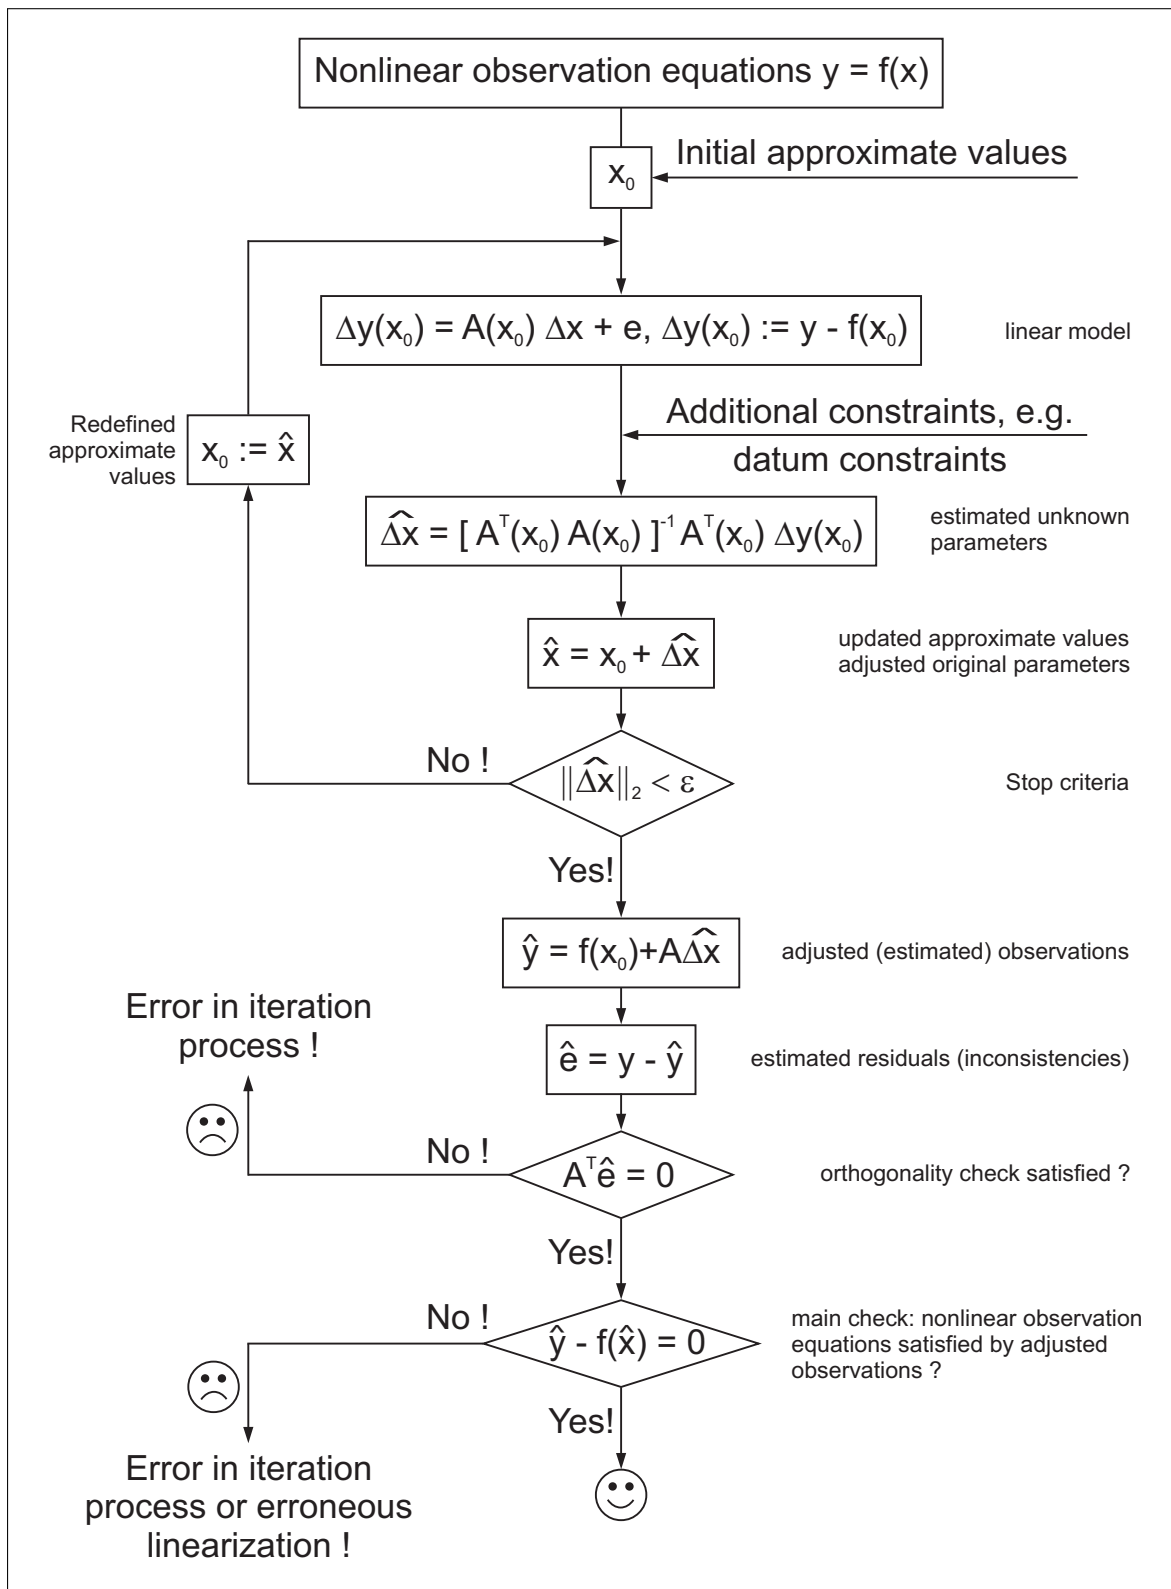 Nonlinear observation equations y = f(x)
Initial approximate values
x₀
Δy(x₀) = A(x₀) Δx + e, Δy(x₀) := y - f(x₀)
linear model
Additional constraints, e.g.
datum constraints
Redefined
approximate
values
x₀ := x̂
Δx̂ = [ Aᵀ(x₀) A(x₀) ]⁻¹ Aᵀ(x₀) Δy(x₀)
estimated unknown
parameters
x̂ = x₀ + Δx̂
updated approximate values
adjusted original parameters
No !
||Δx̂||₂ < ε
Stop criteria
Yes!
ŷ = f(x₀)+AΔx̂
adjusted (estimated) observations
Error in iteration
process !
ê = y - ŷ
estimated residuals (inconsistencies)
No !
Aᵀê = 0
orthogonality check satisfied ?
Yes!
No !
ŷ - f(x̂) = 0
main check: nonlinear observation
equations satisfied by adjusted
observations ?
Yes!
Error in iteration
process or erroneous
linearization !